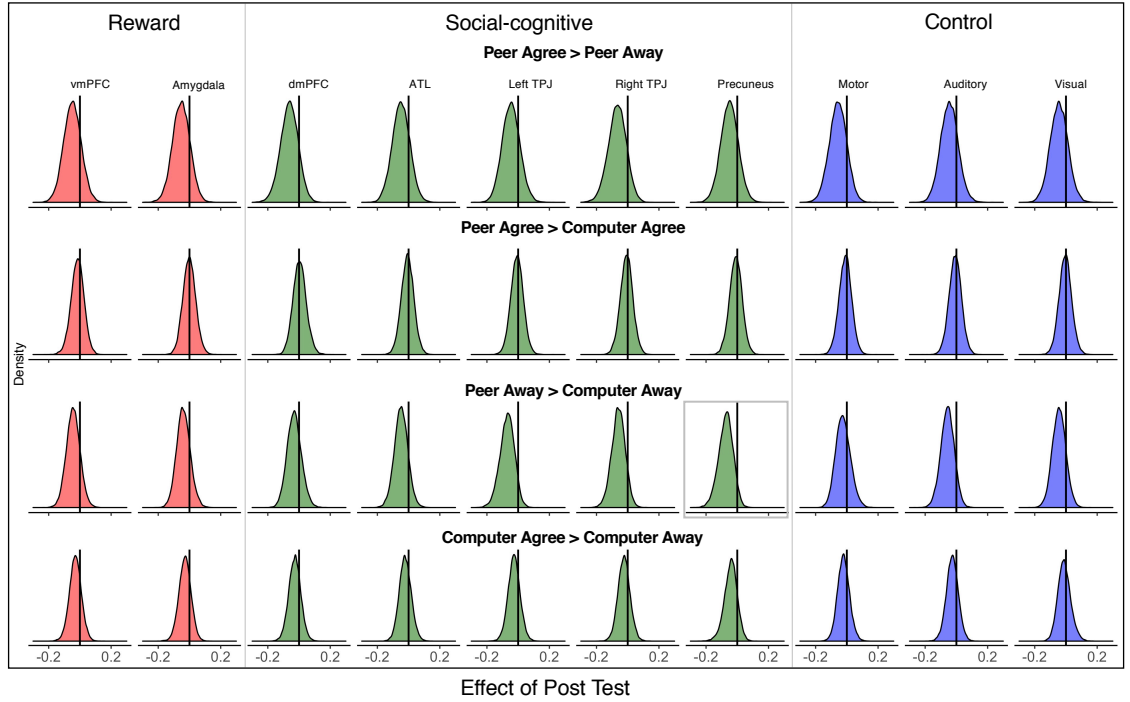 Reward Social-cognitive Control
Peer Agree > Peer Away
vmPFC Amygdala dmPFC ATL Left TPJ Right TPJ Precuneus Motor Auditory Visual
Peer Agree > Computer Agree
Density
Peer Away > Computer Away
Computer Agree > Computer Away
-0.2 0.2 -0.2 0.2 -0.2 0.2 -0.2 0.2 -0.2 0.2 -0.2 0.2 -0.2 0.2 -0.2 0.2 -0.2 0.2 -0.2 0.2
Effect of Post Test